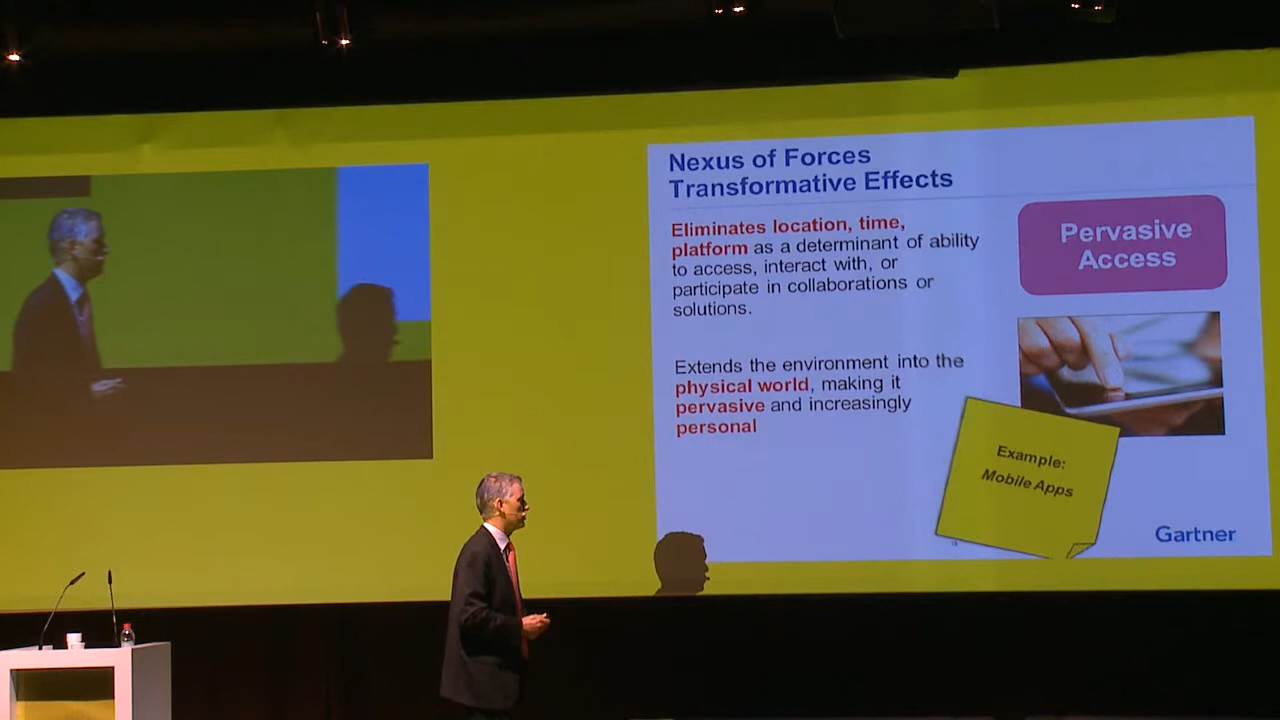 Nexus of Forces
Transformative Effects
Eliminates location, time,
platform as a determinant of ability
to access, interact with, or
participate in collaborations or
solutions.
Extends the environment into the
physical world, making it
pervasive and increasingly
personal
Pervasive
Access
Example:
Mobile Apps
Gartner